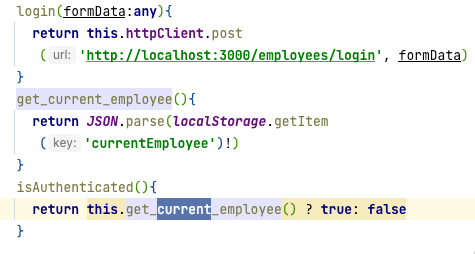 login(formData:any){
return this.httpClient.post
( url: 'http://localhost:3000/employees/login', formData)
}
get_current_employee(){
return JSON.parse(localStorage.getItem
( key: 'currentEmployee')!)
}
isAuthenticated(){
return this.get_current_employee() ? true: false
}